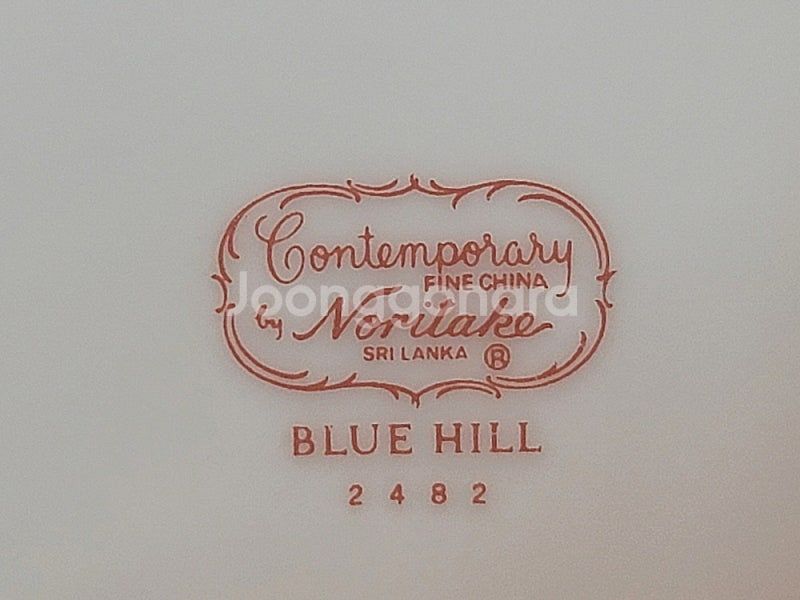 Contemporary
FINE CHINA
Joonggonara
by Noritake
SRI LANKA ®
BLUE HILL
2482